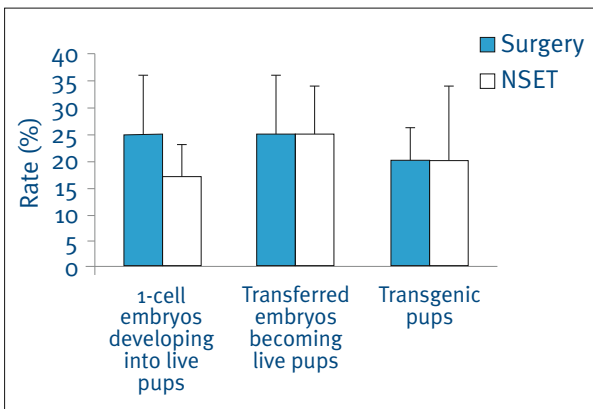 Surgery
NSET
Rate (%)
40
35
30
25
20
15
10
5
0
1-cell
embryos
developing
into live
pups
Transferred
embryos
becoming
live pups
Transgenic
pups